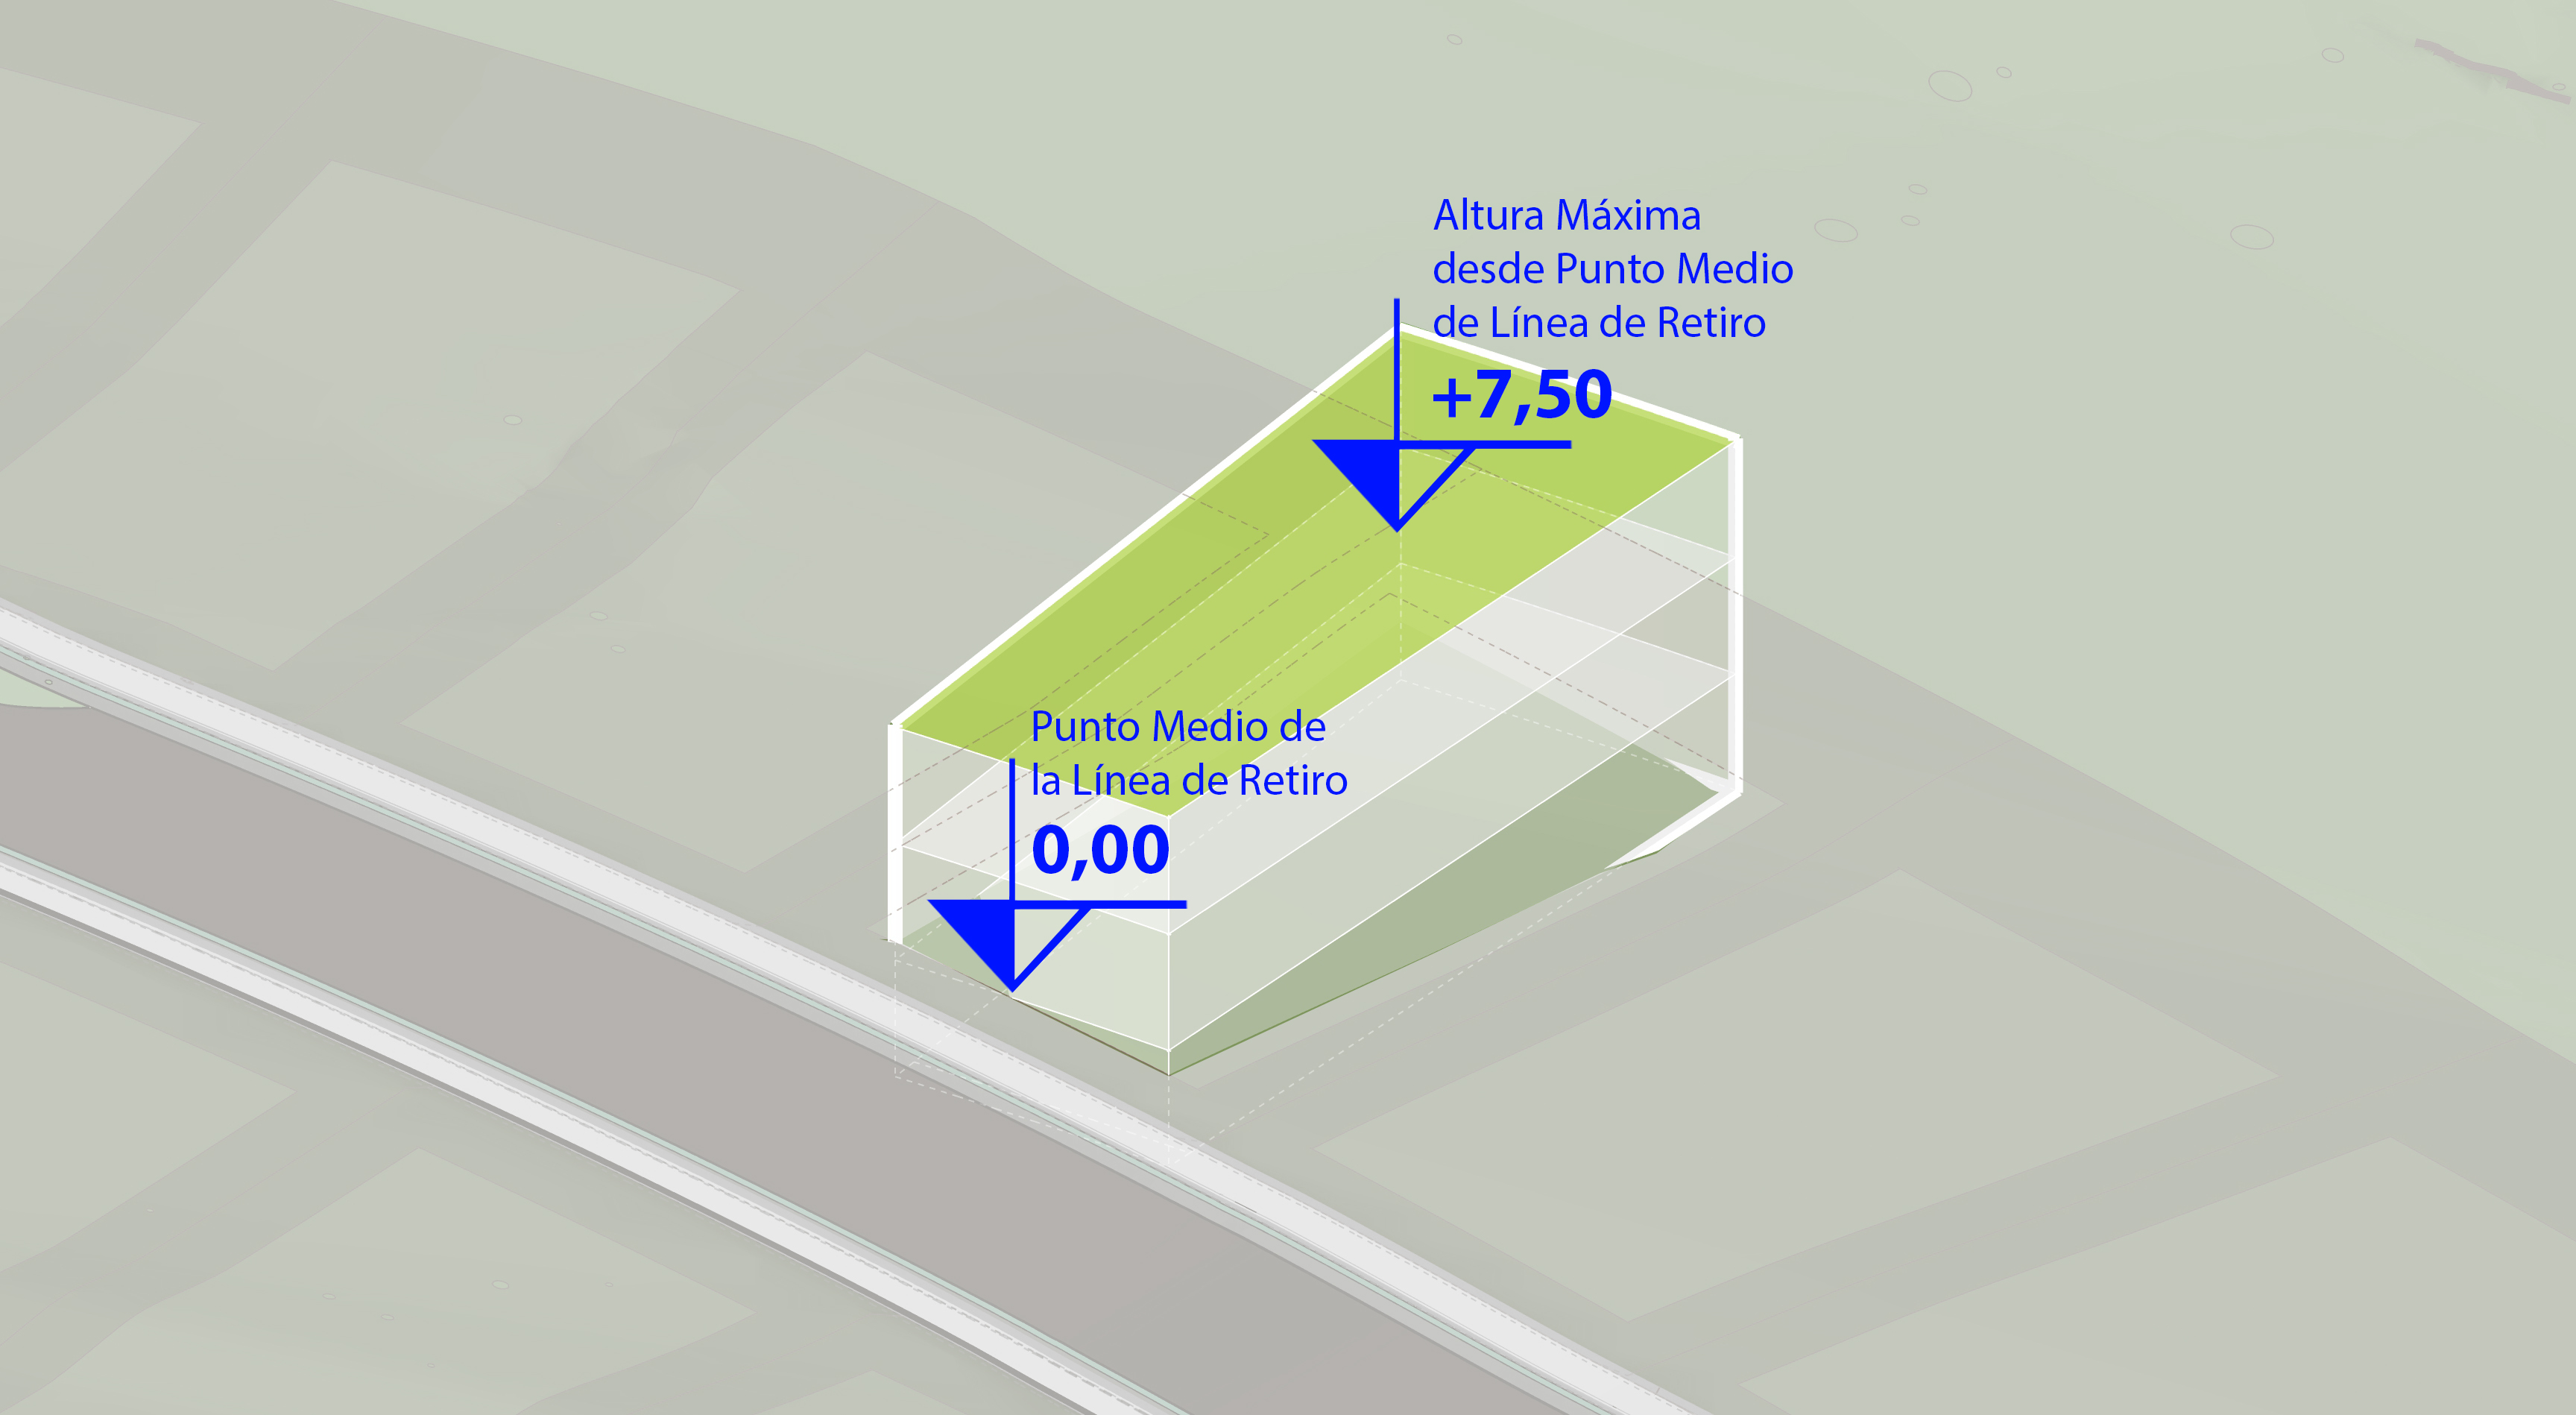 Altura Máxima
desde Punto Medio
de Línea de Retiro
+7,50
Punto Medio de
la Línea de Retiro
0,00